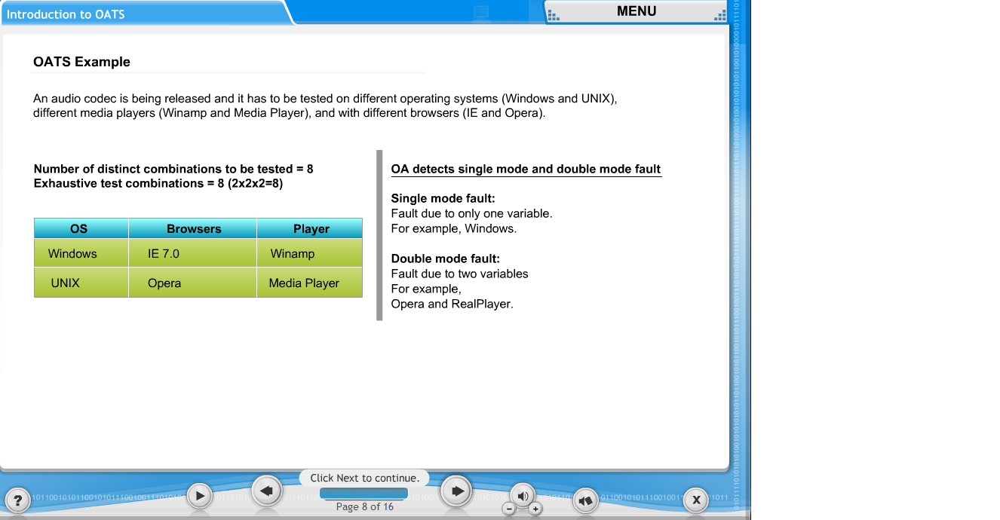 Introduction to OATS
MENU
OATS Example
An audio codec is being released and it has to be tested on different operating systems (Windows and UNIX),
different media players (Winamp and Media Player), and with different browsers (IE and Opera).
Number of distinct combinations to be tested = 8
Exhaustive test combinations = 8 (2x2x2=8)
OS Browsers Player
Windows IE 7.0 Winamp
UNIX Opera Media Player
OA detects single mode and double mode fault
Single mode fault:
Fault due to only one variable.
For example, Windows.
Double mode fault:
Fault due to two variables
For example,
Opera and RealPlayer.
Click Next to continue.
Page 8 of 16
?
- +
X